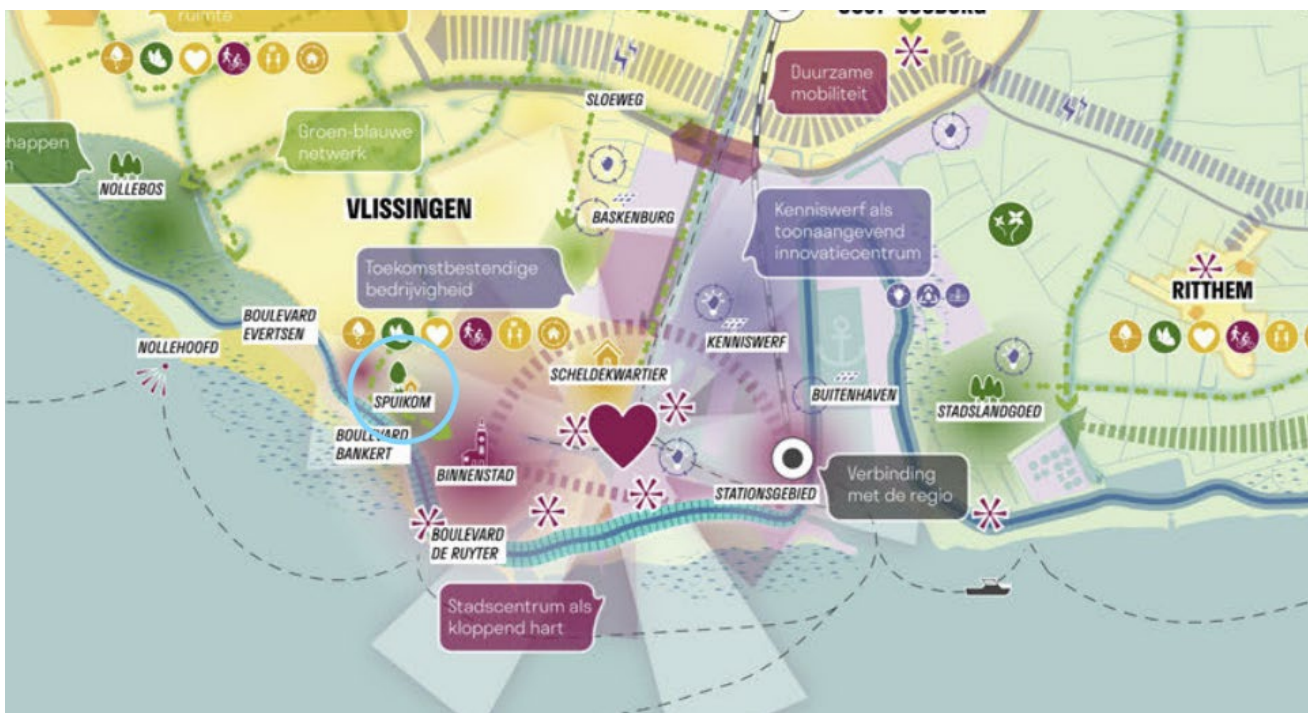 ruimte
Duurzame
mobiliteit
SLOEWEG
Groen-blauwe
netwerk
happen
NOLLEBOS
VLISSINGEN
BASKENBURG
Kenniswerf als
toonaangevend
innovatiecentrum
Toekomstbestendige
bedrijvigheid
RITTHEM
BOULEVARD
EVERTSEN
NOLLEHOOFD
KENNISWERF
SCHELDEKWARTIER
SPUIKOM
BUITENHAVEN
STADSLANDGOED
BOULEVARD
BANKERT
BINNENSTAD
STATIONSGEBIED
Verbinding
met de regio
BOULEVARD
DE RUYTER
Stadscentrum als
kloppend hart